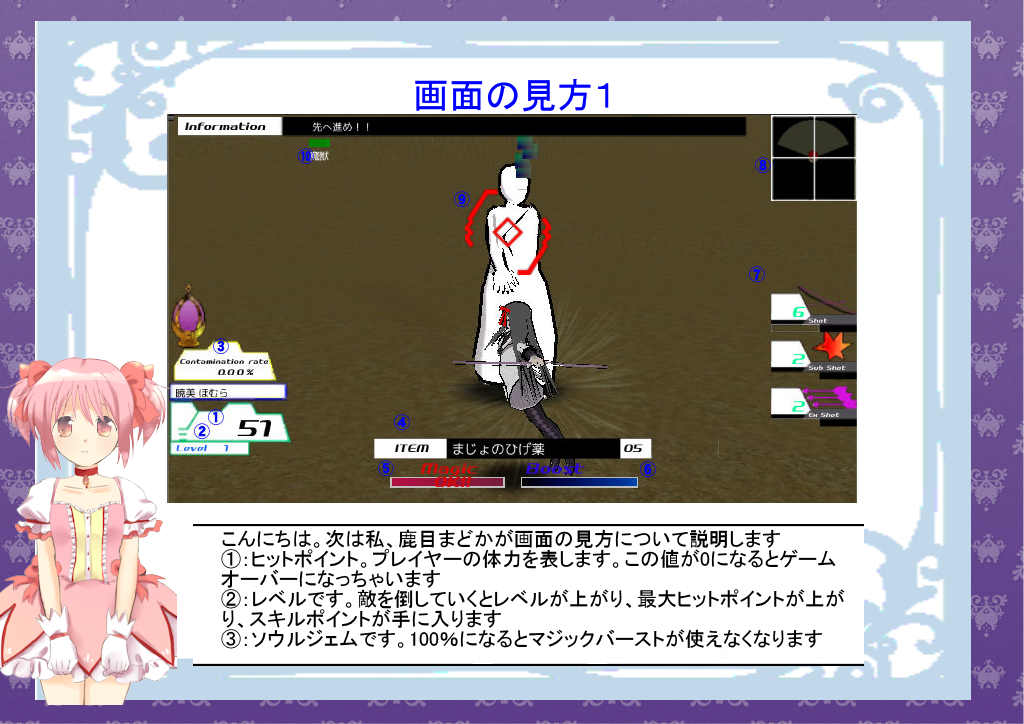 画面の見方１
Information
先へ進め！！
⑩魔獣
⑨
⑧
⑦
6
Shot
2
Sub Shot
2
Ex Shot
③
Contamination rate
0.00%
暁美 ほむら
①
②
51
Level 1
④
ITEM まじょのひげ薬 05
⑤ Magic
Boost ⑥
こんにちは。次は私、鹿目まどかが画面の見方について説明します
①：ヒットポイント。プレイヤーの体力を表します。この値が0になるとゲーム
オーバーになっちゃいます
②：レベルです。敵を倒していくとレベルが上がり、最大ヒットポイントが上が
り、スキルポイントが手に入ります
③：ソウルジェムです。100%になるとマジックバーストが使えなくなります